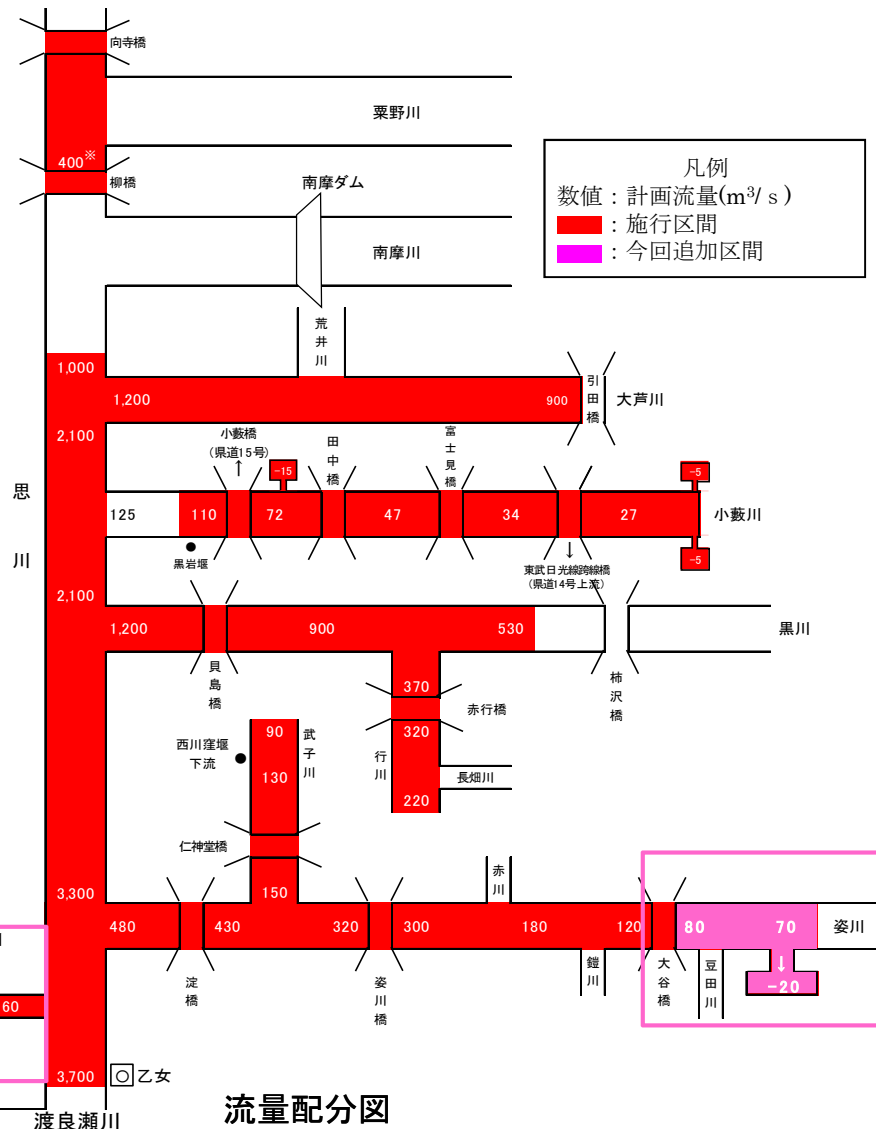 向寺橋
粟野川
400※
柳橋
南摩ダム
南摩川
凡例
数値：計画流量(m³/ｓ)
：施行区間
：今回追加区間
荒井川
1,000
1,200
900
引田橋
大芦川
2,100
小藪橋
（県道15号）
↑
-15
田中橋
富士見橋
-5
思川
125
110
72
47
34
27
小藪川
黒岩堰
↓
東武日光線跨線橋
（県道14号上流）
-5
2,100
1,200
900
530
黒川
貝島橋
柿沢橋
370
赤行橋
320
行川
長畑川
220
90
武子川
西川窪堰
下流
130
仁神堂橋
150
赤川
3,300
480
430
320
300
180
120
80
70
姿川
淀橋
姿川橋
鎧川
大谷橋
豆田川
↓
-20
60
3,700
乙女
渡良瀬川
流量配分図